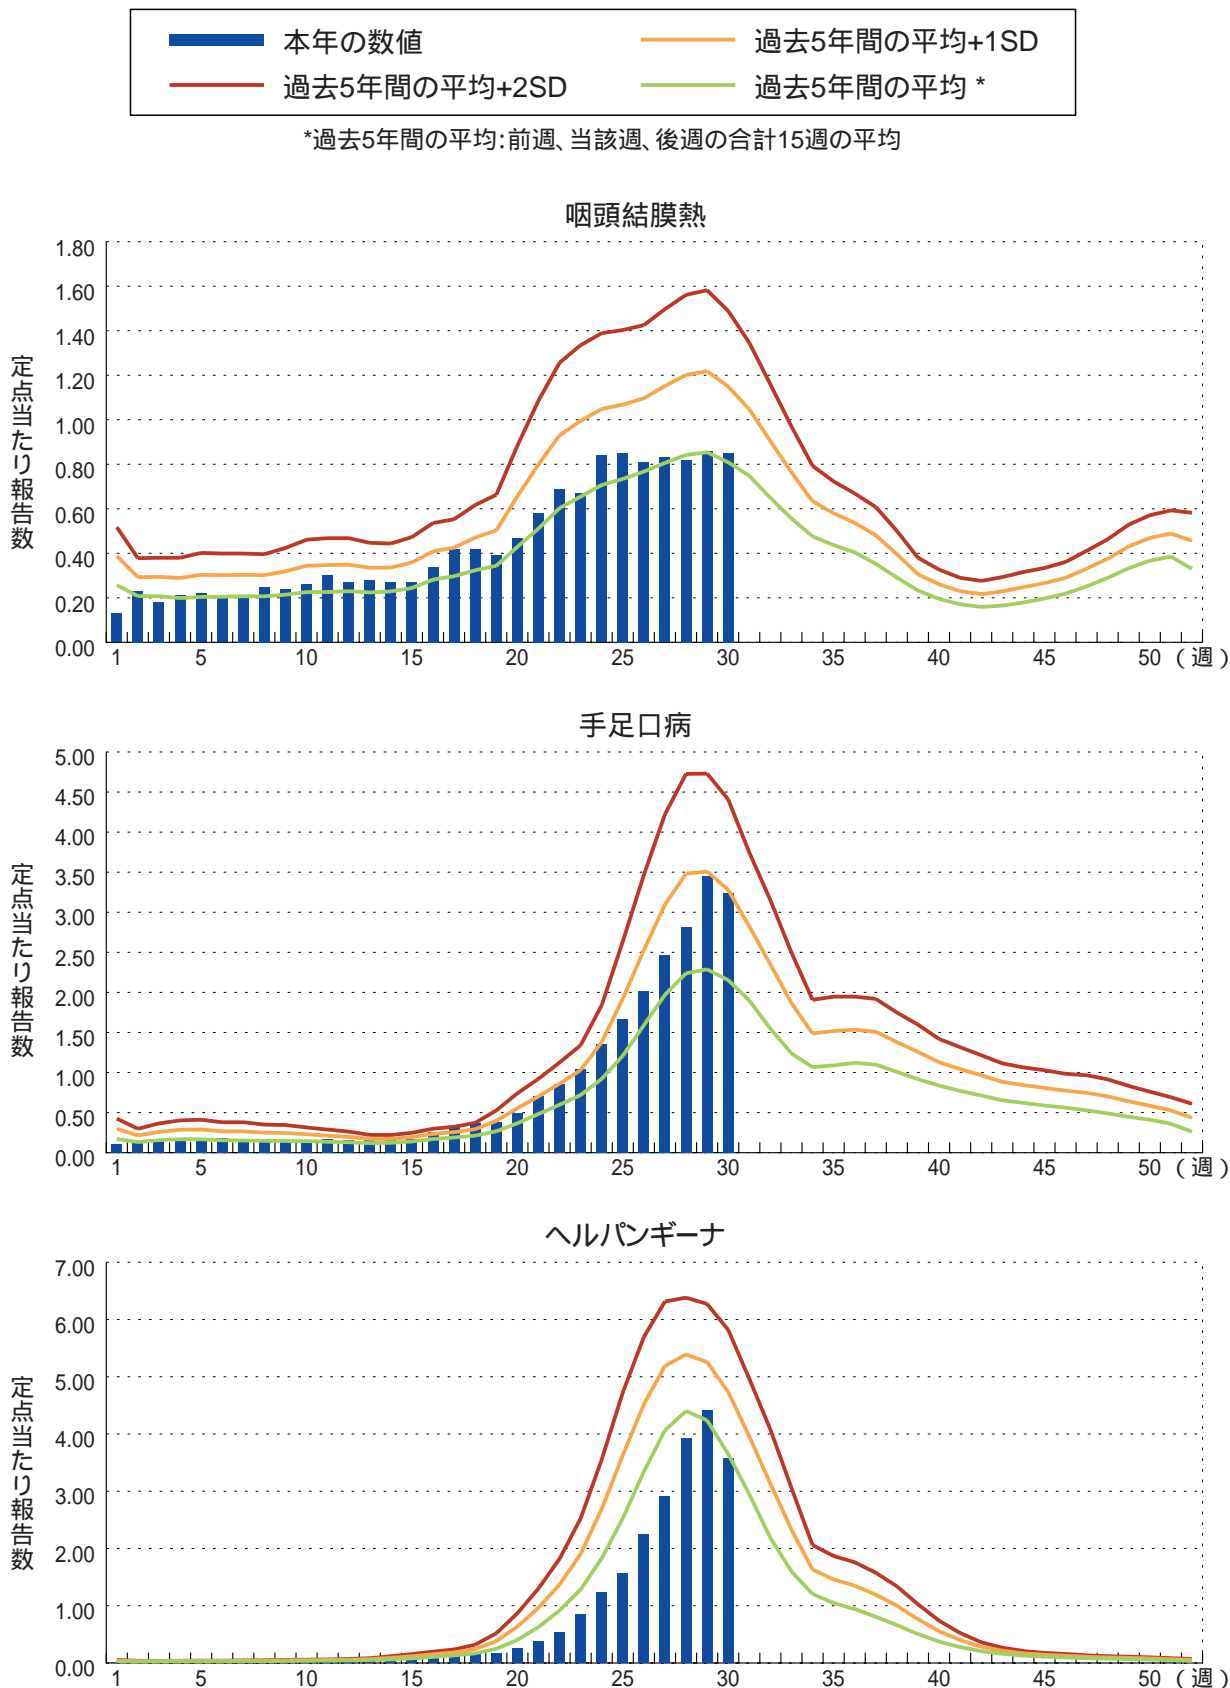 本年の数値
過去5年間の平均+1SD
過去5年間の平均+2SD
過去5年間の平均 *
*過去5年間の平均:前週、当該週、後週の合計15週の平均
咽頭結膜熱
定点当たり報告数
1.80
1.60
1.40
1.20
1.00
0.80
0.60
0.40
0.20
0.00
1 5 10 15 20 25 30 35 40 45 50 (週)
手足口病
定点当たり報告数
5.00
4.50
4.00
3.50
3.00
2.50
2.00
1.50
1.00
0.50
0.00
1 5 10 15 20 25 30 35 40 45 50 (週)
ヘルパンギーナ
定点当たり報告数
7.00
6.00
5.00
4.00
3.00
2.00
1.00
0.00
1 5 10 15 20 25 30 35 40 45 50 (週)